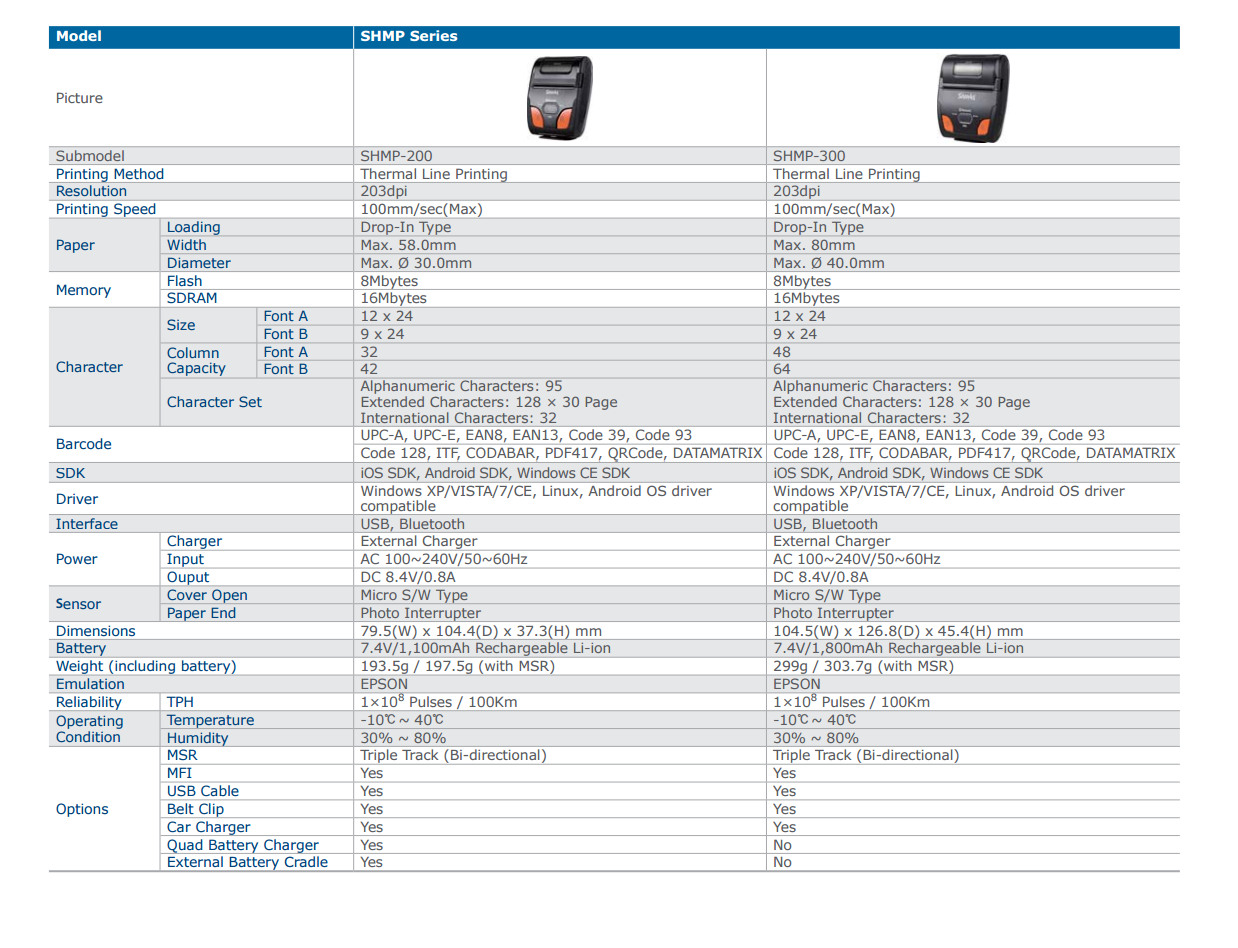 Model SHMP Series
Picture
Submodel SHMP-200 SHMP-300
Printing Method Thermal Line Printing Thermal Line Printing
Resolution 203dpi 203dpi
Printing Speed 100mm/sec(Max) 100mm/sec(Max)
Paper Loading Drop-In Type Drop-In Type
Width Max. 58.0mm Max. 80mm
Diameter Max. Ø 30.0mm Max. Ø 40.0mm
Memory Flash 8Mbytes 8Mbytes
SDRAM 16Mbytes 16Mbytes
Character Size Font A 12 x 24 12 x 24
Font B 9 x 24 9 x 24
Column Capacity Font A 32 48
Font B 42 64
Character Set Alphanumeric Characters: 95 Alphanumeric Characters: 95
Extended Characters: 128 × 30 Page Extended Characters: 128 × 30 Page
International Characters: 32 International Characters: 32
Barcode UPC-A, UPC-E, EAN8, EAN13, Code 39, Code 93 UPC-A, UPC-E, EAN8, EAN13, Code 39, Code 93
Code 128, ITF, CODABAR, PDF417, QRCode, DATAMATRIX Code 128, ITF, CODABAR, PDF417, QRCode, DATAMATRIX
SDK iOS SDK, Android SDK, Windows CE SDK iOS SDK, Android SDK, Windows CE SDK
Driver Windows XP/VISTA/7/CE, Linux, Android OS driver Windows XP/VISTA/7/CE, Linux, Android OS driver
compatible compatible
Interface USB, Bluetooth USB, Bluetooth
Power Charger External Charger External Charger
Input AC 100~240V/50~60Hz AC 100~240V/50~60Hz
Ouput DC 8.4V/0.8A DC 8.4V/0.8A
Sensor Cover Open Micro S/W Type Micro S/W Type
Paper End Photo Interrupter Photo Interrupter
Dimensions 79.5(W) x 104.4(D) x 37.3(H) mm 104.5(W) x 126.8(D) x 45.4(H) mm
Battery 7.4V/1,100mAh Rechargeable Li-ion 7.4V/1,800mAh Rechargeable Li-ion
Weight (including battery) 193.5g / 197.5g (with MSR) 299g / 303.7g (with MSR)
Emulation EPSON EPSON
Reliability TPH 1×10⁸ Pulses / 100Km 1×10⁸ Pulses / 100Km
Operating Condition Temperature -10℃ ~ 40℃ -10℃ ~ 40℃
Humidity 30% ~ 80% 30% ~ 80%
Options MSR Triple Track (Bi-directional) Triple Track (Bi-directional)
MFI Yes Yes
USB Cable Yes Yes
Belt Clip Yes Yes
Car Charger Yes Yes
Quad Battery Charger Yes No
External Battery Cradle Yes No